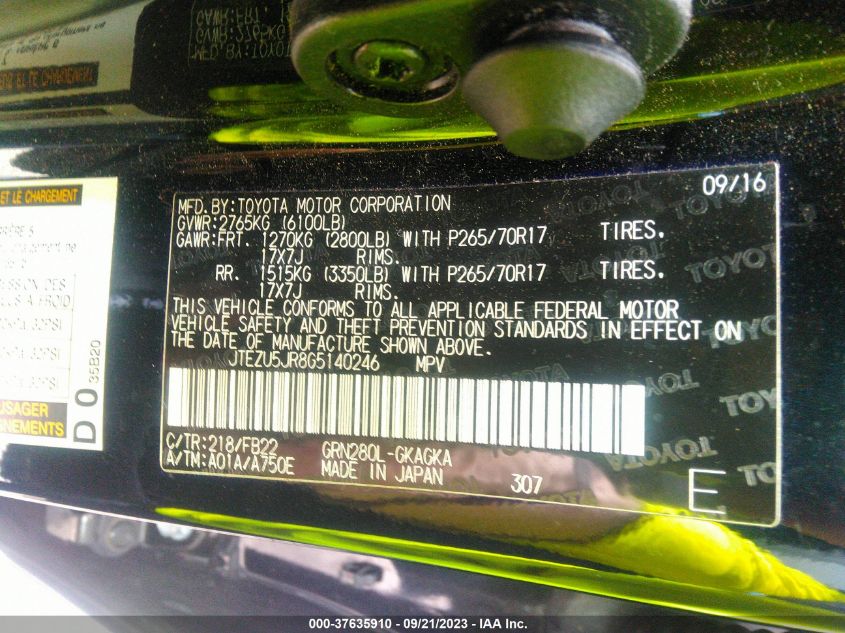 ET LE CHARGEMENT
D 0
35B20
09/16
MFD. BY: TOYOTA MOTOR CORPORATION
GVWR: 2765KG (6100LB)
GAWR: FRT. 1270KG (2800LB) WITH P265/70R17 TIRES.
17X7J RIMS.
RR. 1515KG (3350LB) WITH P265/70R17 TIRES.
17X7J RIMS.
THIS VEHICLE CONFORMS TO ALL APPLICABLE FEDERAL MOTOR
VEHICLE SAFETY AND THEFT PREVENTION STANDARDS IN EFFECT ON
THE DATE OF MANUFACTURE SHOWN ABOVE.
JTEZU5JR8G5140246 MPV
C/TR: 218/FB22 GRN280L-GKAGKA
A/TM: A01A/A750E MADE IN JAPAN 307
E
TOYOTA
000-37635910 - 09/21/2023 - IAA Inc.